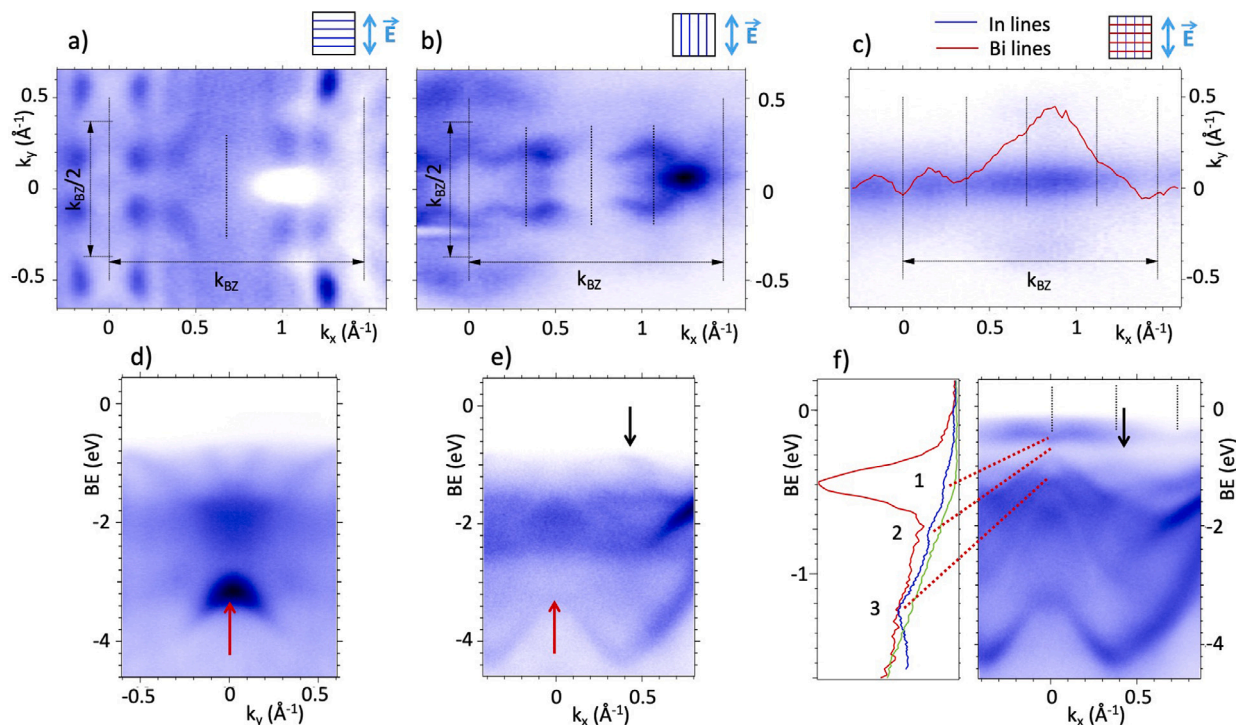 a)
E
b)
E
c)
In lines
Bi lines
E
0.5
0
-0.5
k_y (Å⁻¹)
k_BZ/2
k_BZ
0
0.5
1
k_x (Å⁻¹)
k_BZ/2
k_BZ
0.5
0
-0.5
0
0.5
1
k_x (Å⁻¹)
k_BZ
0.5
0
-0.5
k_y (Å⁻¹)
0
0.5
1
k_x (Å⁻¹)
d)
0
-2
-4
BE (eV)
-0.5
0
0.5
k_y (Å⁻¹)
e)
0
-2
-4
BE (eV)
0
0.5
k_x (Å⁻¹)
f)
0
-1
BE (eV)
1
2
3
0
-2
-4
BE (eV)
0
0.5
k_x (Å⁻¹)